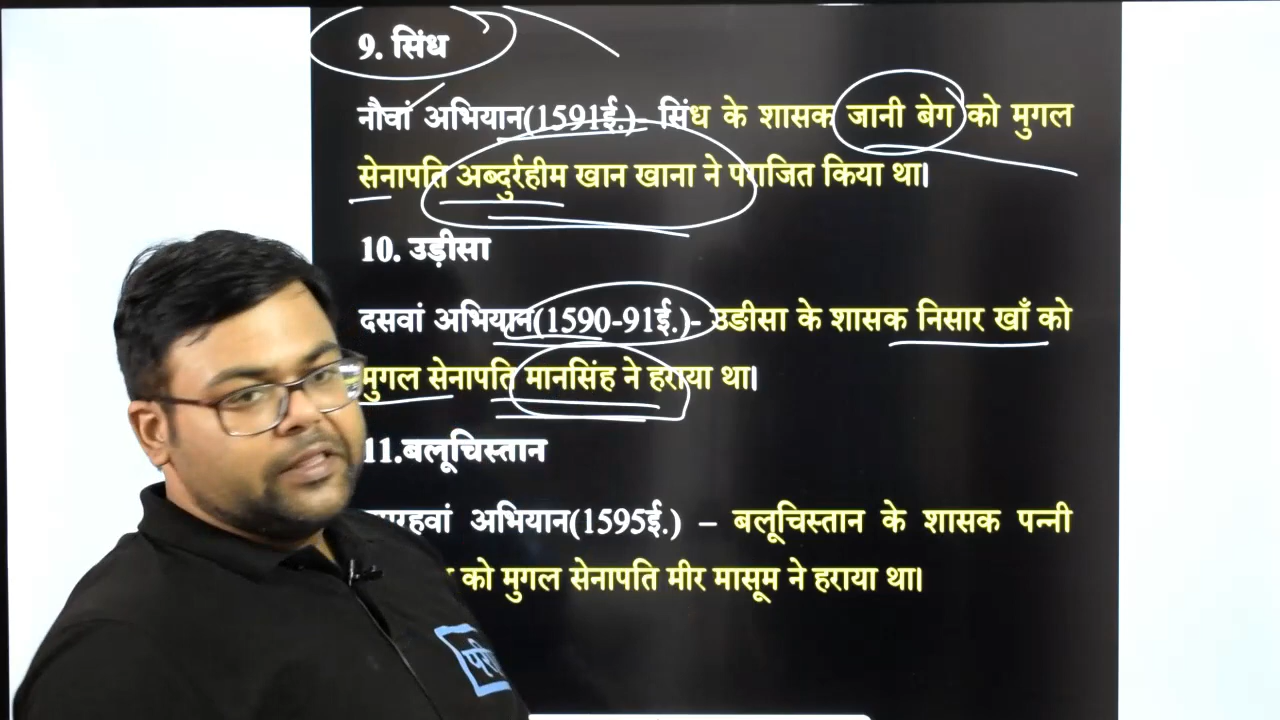 9. सिंध
नौवां अभियान(1591ई.)- सिंध के शासक जानी बेग को मुगल
सेनापति अब्दुर्रहीम खान खाना ने पराजित किया था।
10. उड़ीसा
दसवां अभियान(1590-91ई.)- उडीसा के शासक निसार खाँ को
मुगल सेनापति मानसिंह ने हराया था।
11.बलूचिस्तान
अभियान(1595ई.) – बलूचिस्तान के शासक पन्नी
को मुगल सेनापति मीर मासूम ने हराया था।